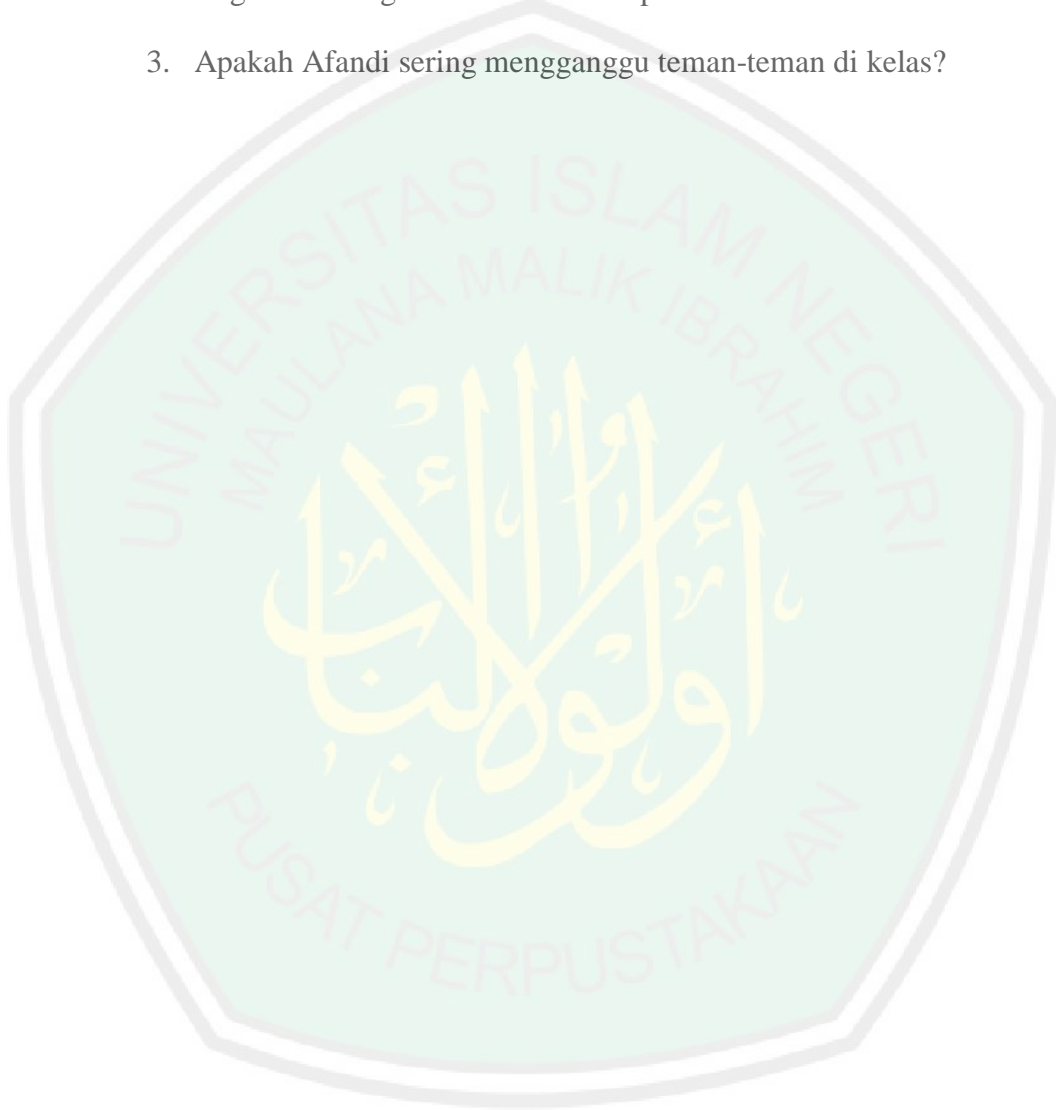 3. Apakah Afandi sering mengganggu teman-teman di kelas?
UNIVERSITAS ISLAM NEGERI
MAULANA MALIK IBRAHIM
أولو الألباب
PUSAT PERPUSTAKAAN